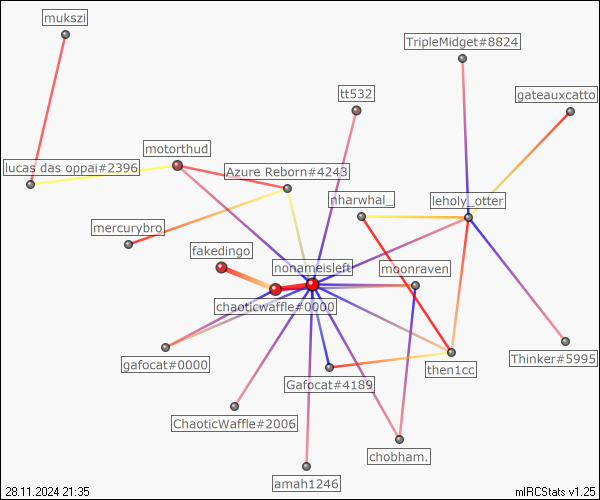 mukszi
TripleMidget#8824
tt532
gateauxcatto
motorthud
lucas das oppai#2396
Azure Reborn#4243
nharwhal_
leholy_otter
mercurybro
fakedingo
nonameisleft
moonraven
chaoticwaffle#0000
gafocat#0000
then1cc
Thinker#5995
Gafocat#4189
ChaoticWaffle#2006
chobham.
amah1246
28.11.2024 21:35
mIRCStats v1.25